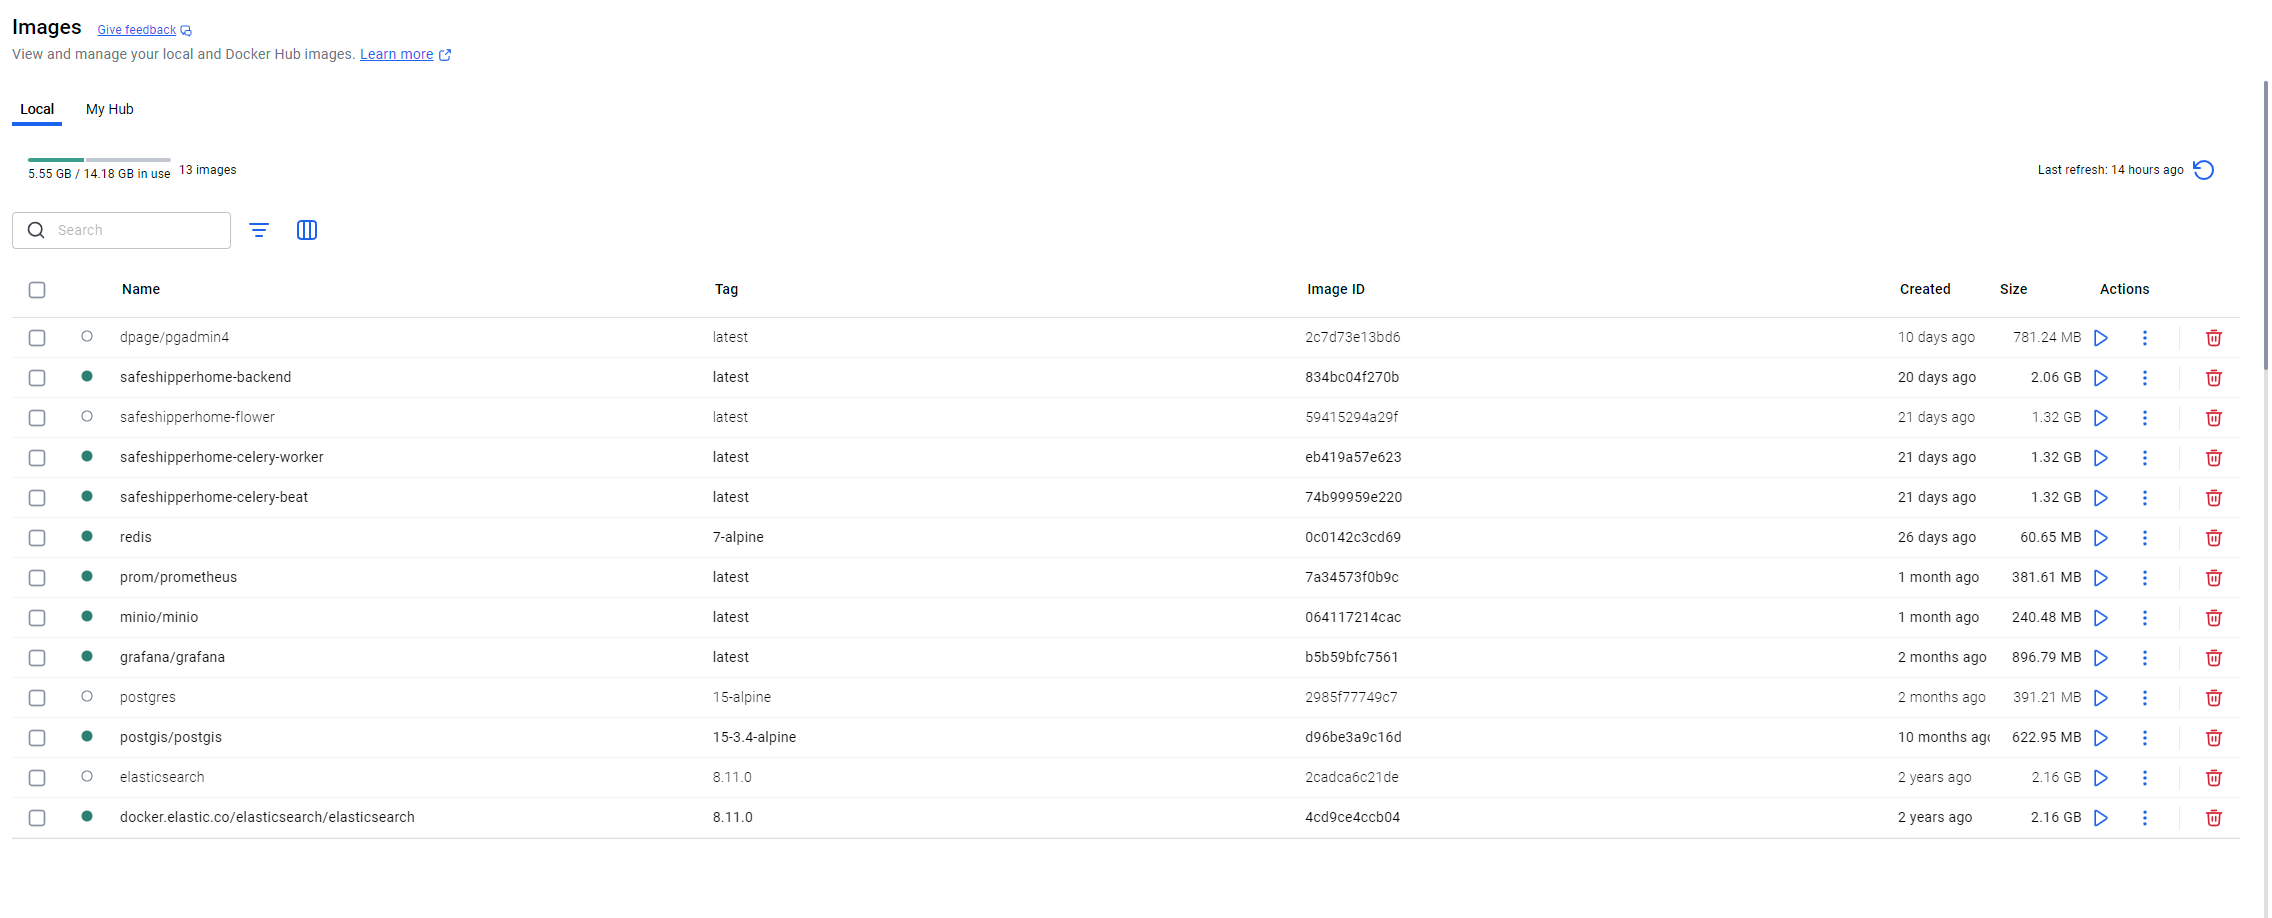 Images Give feedback
View and manage your local and Docker Hub images. Learn more
Local My Hub
5.55 GB / 14.18 GB in use 13 images Last refresh: 14 hours ago
Search
Name Tag Image ID Created Size Actions
dpage/pgadmin4 latest 2c7d73e13bd6 10 days ago 781.24 MB
safeshipperhome-backend latest 834bc04f270b 20 days ago 2.06 GB
safeshipperhome-flower latest 59415294a29f 21 days ago 1.32 GB
safeshipperhome-celery-worker latest eb419a57e623 21 days ago 1.32 GB
safeshipperhome-celery-beat latest 74b99959e220 21 days ago 1.32 GB
redis 7-alpine 0c0142c3cd69 26 days ago 60.65 MB
prom/prometheus latest 7a34573f0b9c 1 month ago 381.61 MB
minio/minio latest 064117214cac 1 month ago 240.48 MB
grafana/grafana latest b5b59bfc7561 2 months ago 896.79 MB
postgres 15-alpine 2985f77749c7 2 months ago 391.21 MB
postgis/postgis 15-3.4-alpine d96be3a9c16d 10 months ago 622.95 MB
elasticsearch 8.11.0 2cadca6c21de 2 years ago 2.16 GB
docker.elastic.co/elasticsearch/elasticsearch 8.11.0 4cd9ce4ccb04 2 years ago 2.16 GB